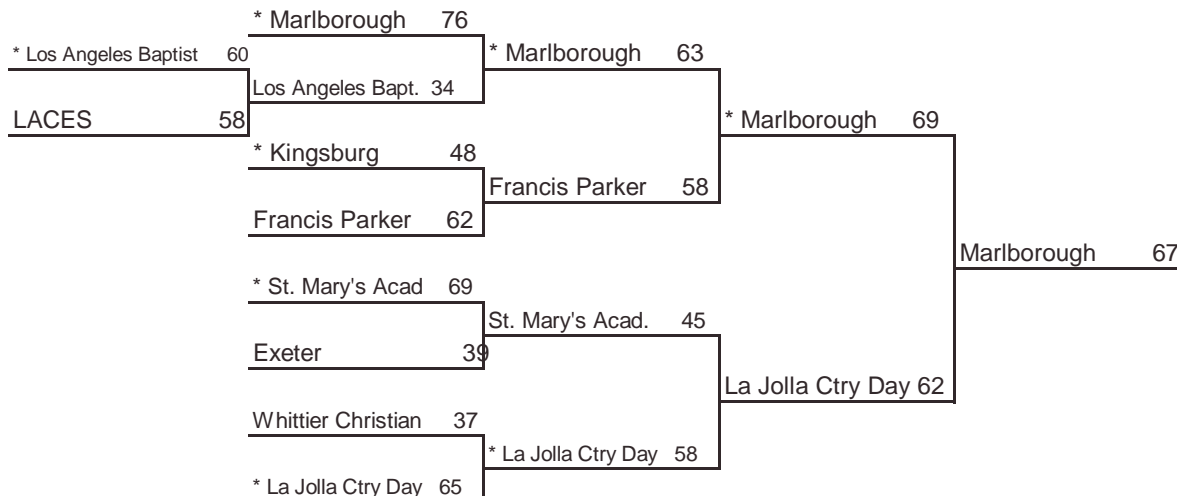 * Marlborough 76
* Los Angeles Baptist 60
* Marlborough 63
Los Angeles Bapt. 34
LACES 58
* Marlborough 69
* Kingsburg 48
Francis Parker 58
Francis Parker 62
Marlborough 67
* St. Mary's Acad 69
St. Mary's Acad. 45
Exeter 39
La Jolla Ctry Day 62
Whittier Christian 37
* La Jolla Ctry Day 58
* La Jolla Ctry Day 65